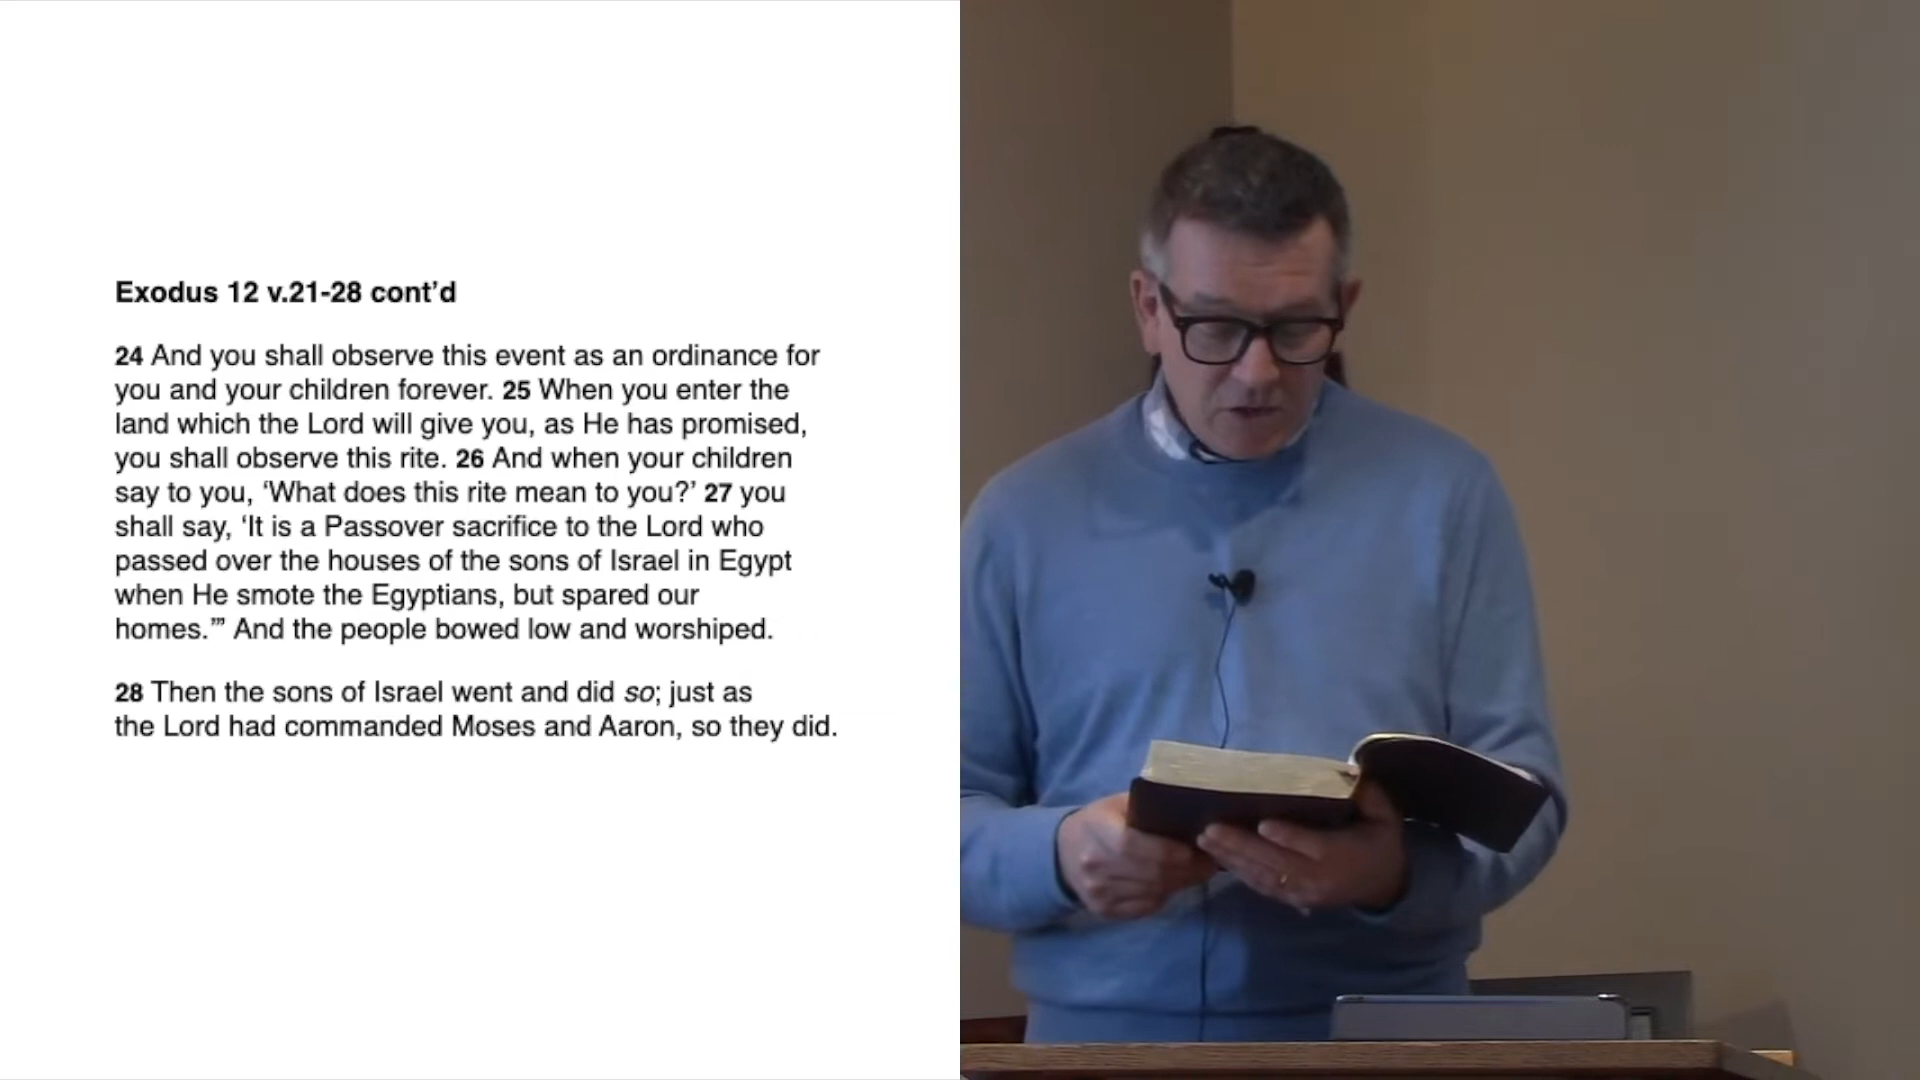 Exodus 12 v.21-28 cont’d
24 And you shall observe this event as an ordinance for
you and your children forever. 25 When you enter the
land which the Lord will give you, as He has promised,
you shall observe this rite. 26 And when your children
say to you, ‘What does this rite mean to you?’ 27 you
shall say, ‘It is a Passover sacrifice to the Lord who
passed over the houses of the sons of Israel in Egypt
when He smote the Egyptians, but spared our
homes.’” And the people bowed low and worshiped.
28 Then the sons of Israel went and did so; just as
the Lord had commanded Moses and Aaron, so they did.